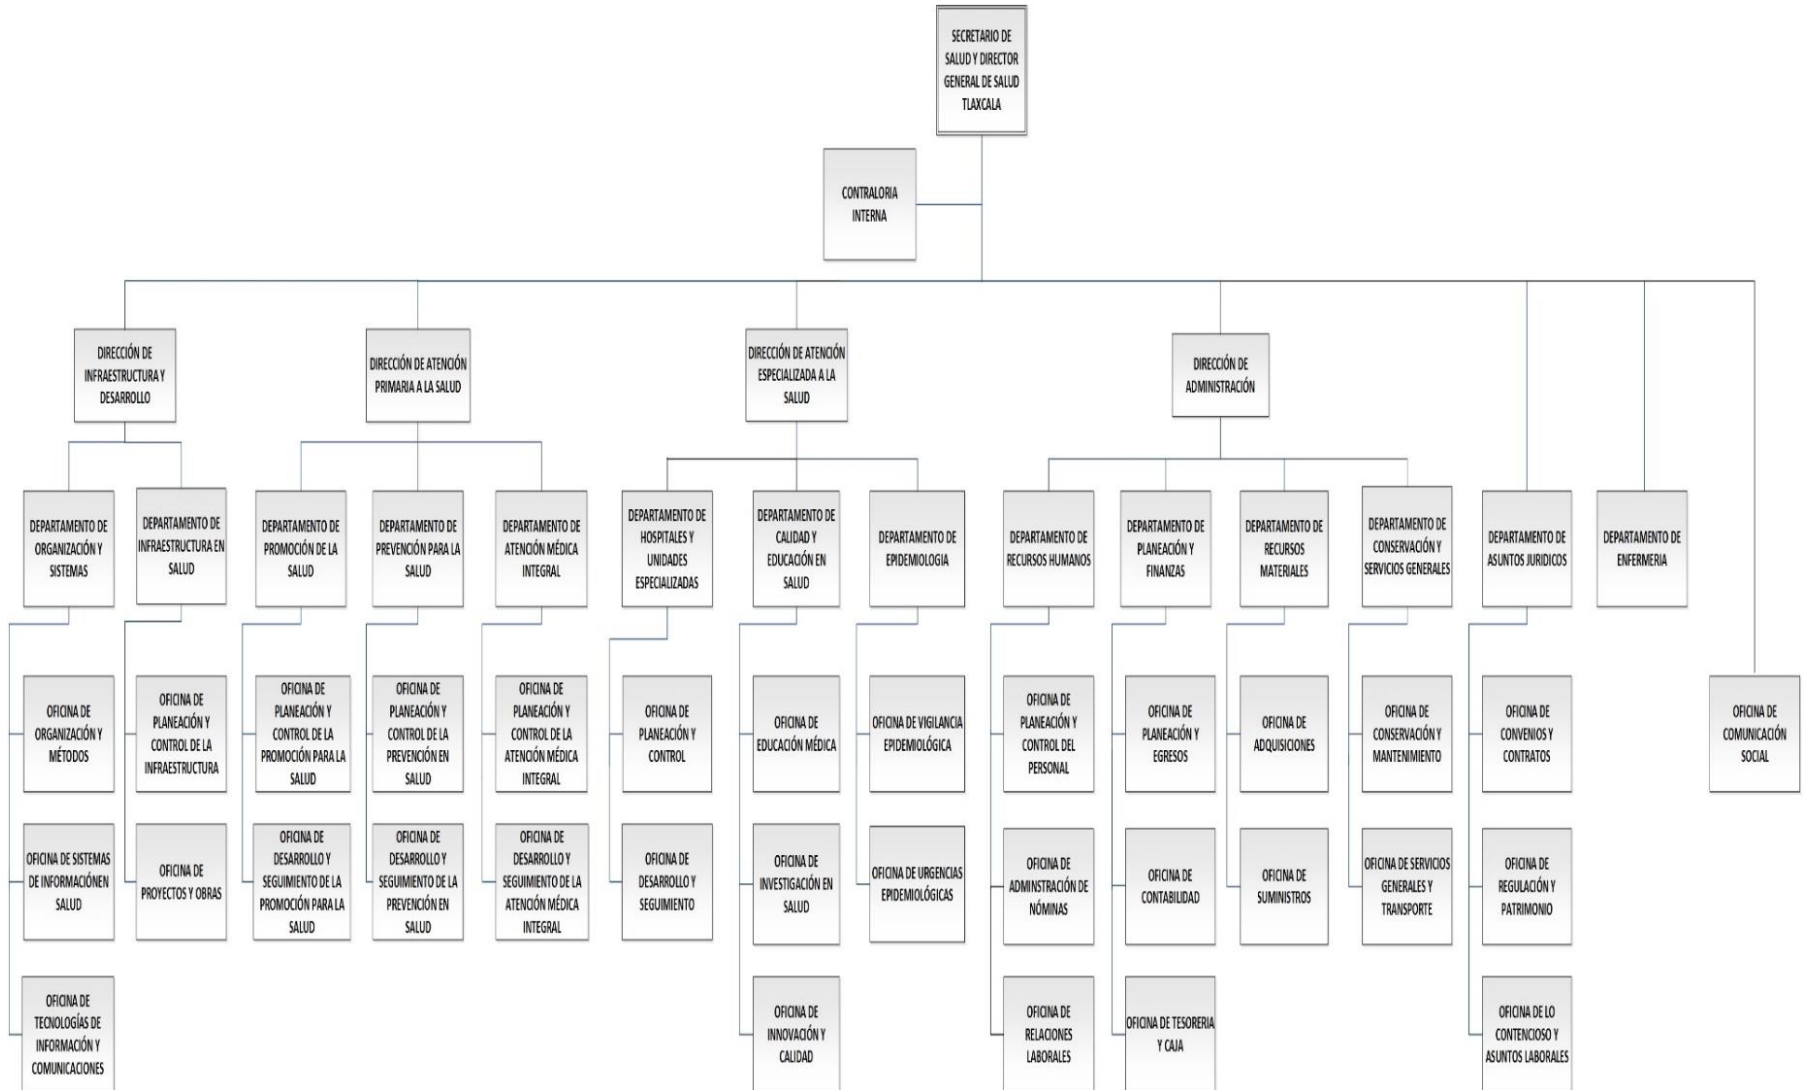 SECRETARIO DE
SALUD Y DIRECTOR
GENERAL DE SALUD
TLAXCALA
CONTRALORIA
INTERNA
DIRECCIÓN DE
INFRAESTRUCTURA Y
DESARROLLO
DIRECCIÓN DE ATENCIÓN
PRIMARIA A LA SALUD
DIRECCIÓN DE ATENCIÓN
ESPECIALIZADA A LA
SALUD
DIRECCIÓN DE
ADMINISTRACIÓN
DEPARTAMENTO DE
ORGANIZACIÓN Y
SISTEMAS
DEPARTAMENTO DE
INFRAESTRUCTURA EN
SALUD
DEPARTAMENTO DE
PROMOCIÓN DE LA
SALUD
DEPARTAMENTO DE
PREVENCIÓN PARA LA
SALUD
DEPARTAMENTO DE
ATENCIÓN MÉDICA
INTEGRAL
DEPARTAMENTO DE
HOSPITALES Y
UNIDADES
ESPECIALIZADAS
DEPARTAMENTO DE
CALIDAD Y
EDUCACIÓN EN
SALUD
DEPARTAMENTO DE
EPIDEMIOLOGIA
DEPARTAMENTO DE
RECURSOS HUMANOS
DEPARTAMENTO DE
PLANEACIÓN Y
FINANZAS
DEPARTAMENTO DE
RECURSOS
MATERIALES
DEPARTAMENTO DE
CONSERVACIÓN Y
SERVICIOS GENERALES
DEPARTAMENTO DE
ASUNTOS JURIDICOS
DEPARTAMENTO DE
ENFERMERIA
OFICINA DE
ORGANIZACIÓN Y
MÉTODOS
OFICINA DE
PLANEACIÓN Y
CONTROL DE LA
INFRAESTRUCTURA
OFICINA DE
PLANEACIÓN Y
CONTROL DE LA
PROMOCIÓN PARA LA
SALUD
OFICINA DE
PLANEACIÓN Y
CONTROL DE LA
PREVENCIÓN EN
SALUD
OFICINA DE
PLANEACIÓN Y
CONTROL DE LA
ATENCIÓN MÉDICA
INTEGRAL
OFICINA DE
PLANEACIÓN Y
CONTROL
OFICINA DE
EDUCACIÓN MÉDICA
OFICINA DE VIGILANCIA
EPIDEMIOLÓGICA
OFICINA DE
PLANEACIÓN Y
CONTROL DEL
PERSONAL
OFICINA DE
PLANEACIÓN Y
EGRESOS
OFICINA DE
ADQUISICIONES
OFICINA DE
CONSERVACIÓN Y
MANTENIMIENTO
OFICINA DE
CONVENIOS Y
CONTRATOS
OFICINA DE
COMUNICACIÓN
SOCIAL
OFICINA DE SISTEMAS
DE INFORMACIÓNEN
SALUD
OFICINA DE
PROYECTOS Y OBRAS
OFICINA DE
DESARROLLO Y
SEGUIMIENTO DE LA
PROMOCIÓN PARA LA
SALUD
OFICINA DE
DESARROLLO Y
SEGUIMIENTO DE LA
PREVENCIÓN EN
SALUD
OFICINA DE
DESARROLLO Y
SEGUIMIENTO DE LA
ATENCIÓN MÉDICA
INTEGRAL
OFICINA DE
DESARROLLO Y
SEGUIMIENTO
OFICINA DE
INVESTIGACIÓN EN
SALUD
OFICINA DE URGENCIAS
EPIDEMIOLÓGICAS
OFICINA DE
ADMINSTRACIÓN DE
NÓMINAS
OFICINA DE
CONTABILIDAD
OFICINA DE
SUMINISTROS
OFICINA DE SERVICIOS
GENERALES Y
TRANSPORTE
OFICINA DE
REGULACIÓN Y
PATRIMONIO
OFICINA DE
TECNOLOGÍAS DE
INFORMACIÓN Y
COMUNICACIONES
OFICINA DE
INNOVACIÓN Y
CALIDAD
OFICINA DE
RELACIONES
LABORALES
OFICINA DE TESORERIA
Y CAJA
OFICINA DE LO
CONTENCIOSO Y
ASUNTOS LABORALES